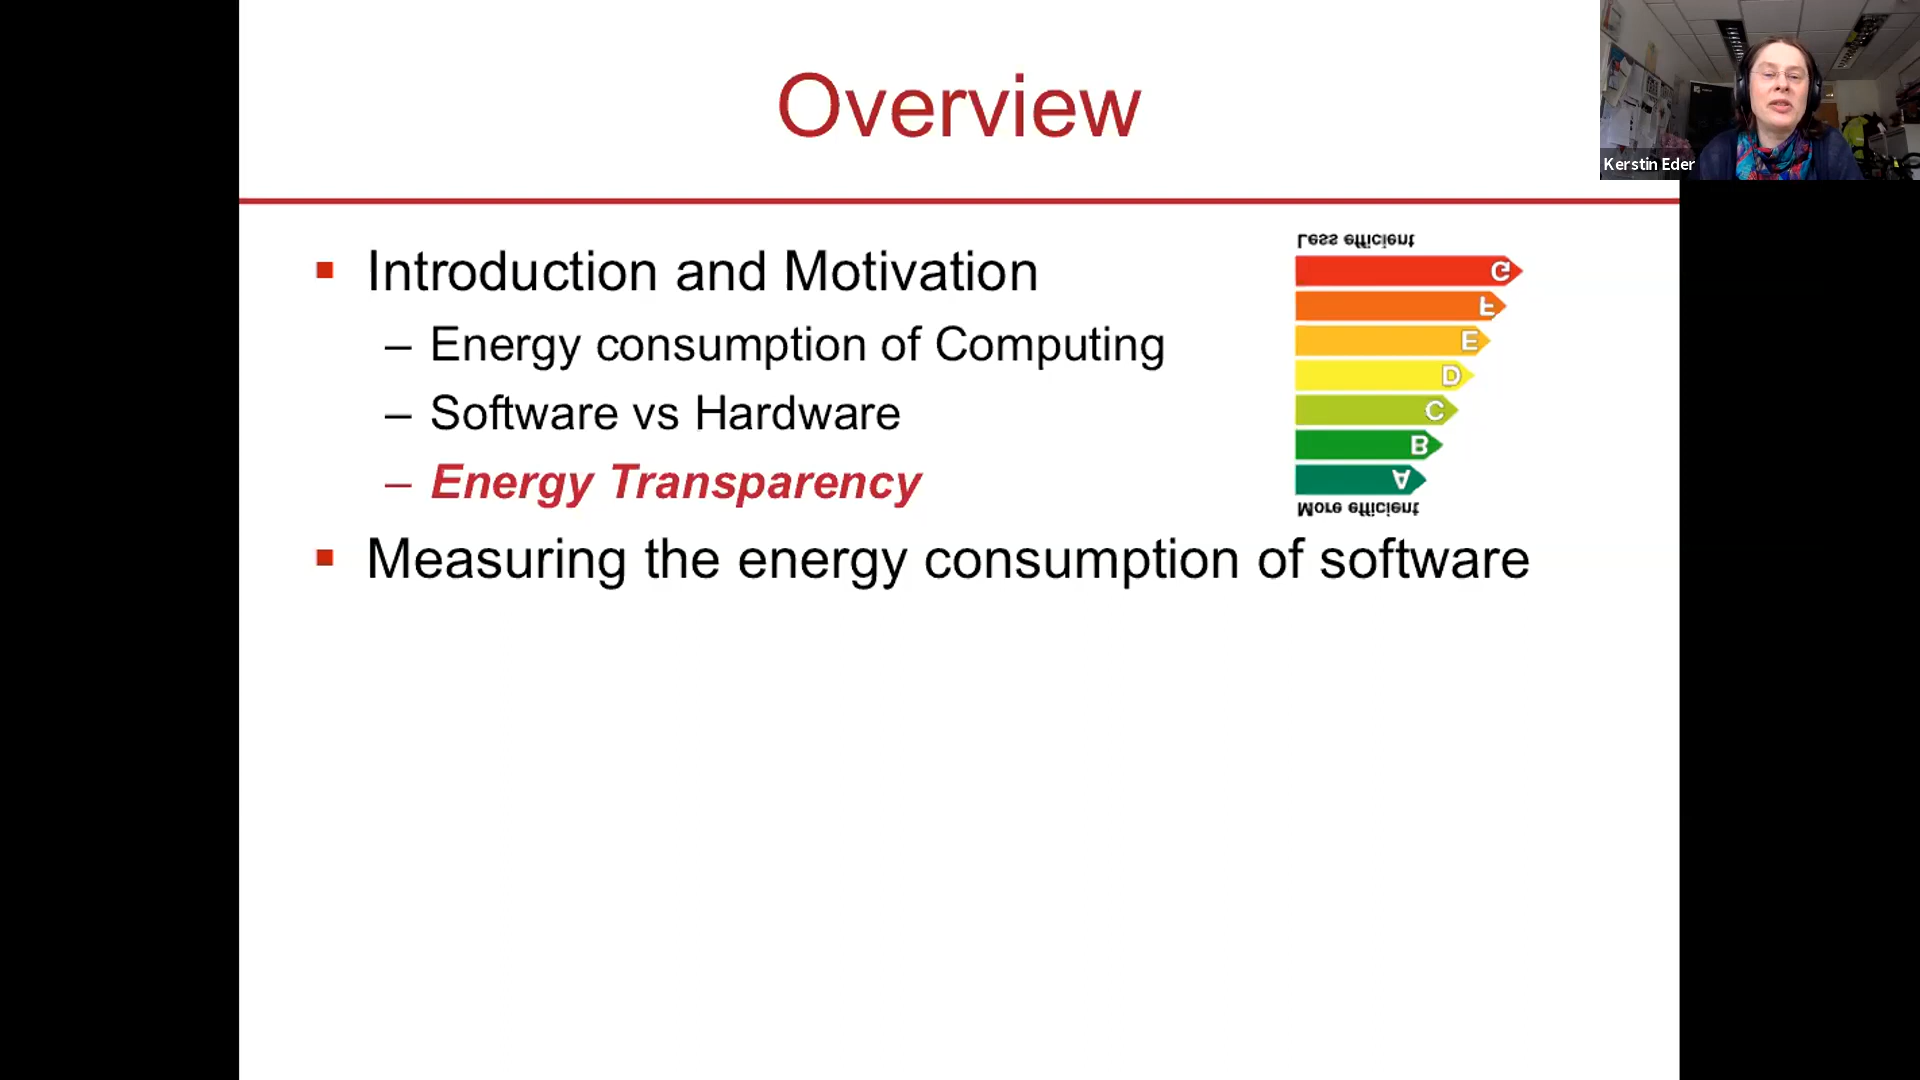 Overview
Kerstin Eder
Introduction and Motivation
– Energy consumption of Computing
– Software vs Hardware
– Energy Transparency
Measuring the energy consumption of software
Less efficient
G
F
E
D
C
B
A
More efficient